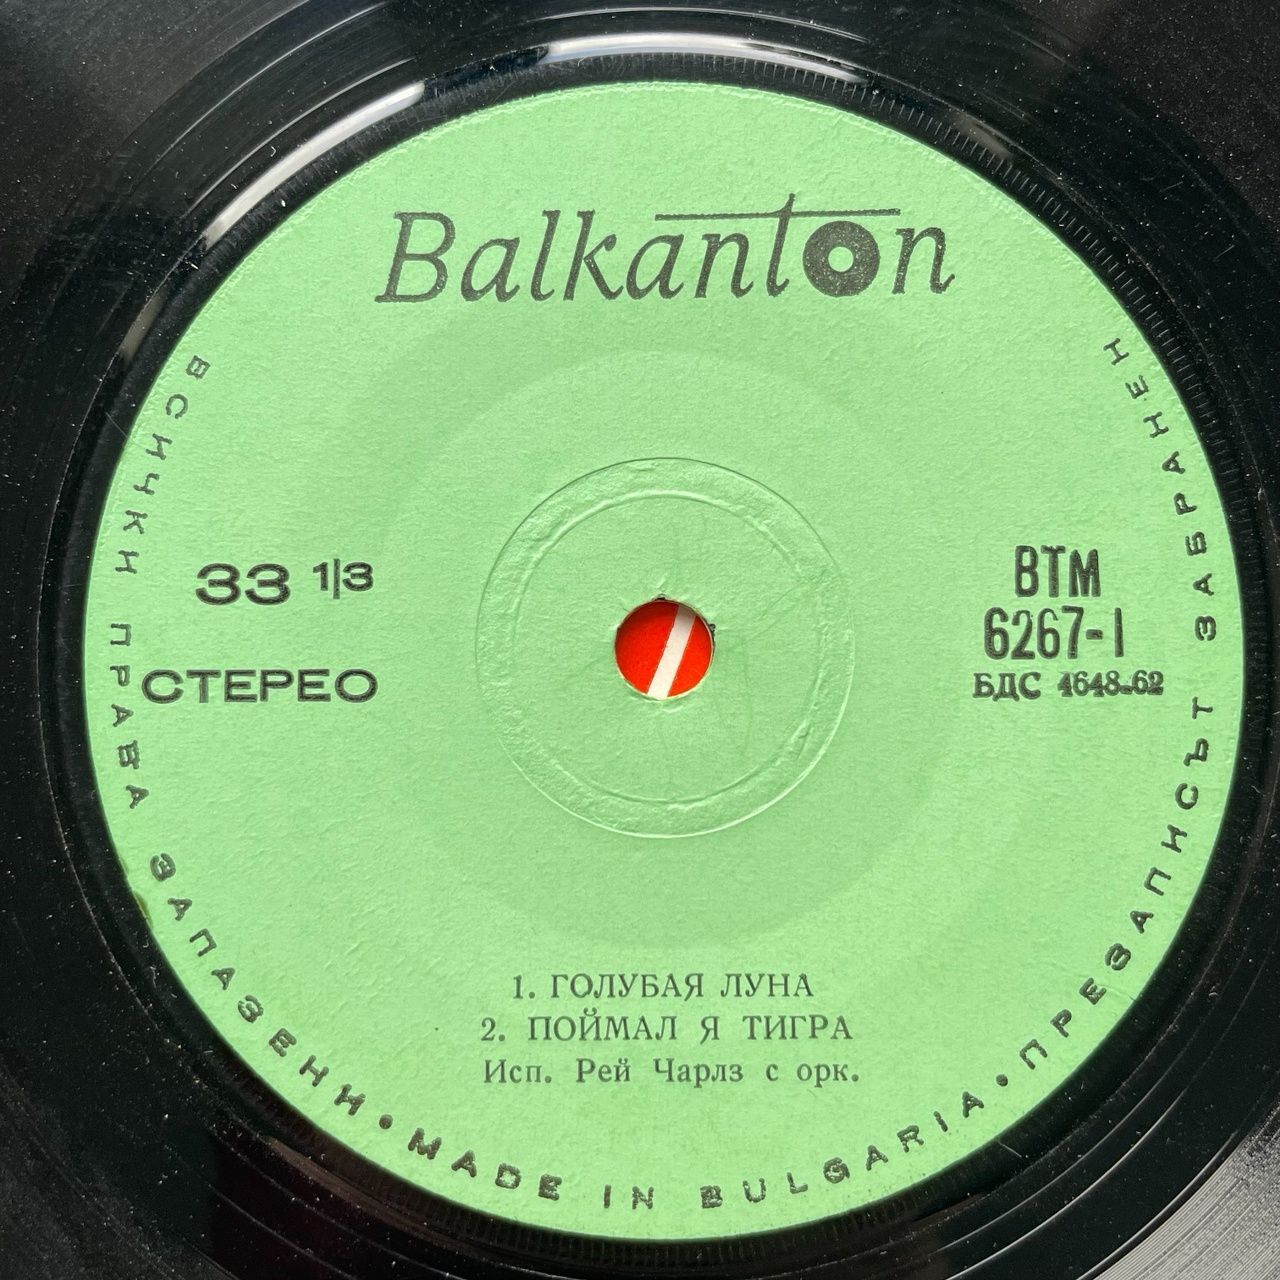 Balkanton
33 1/3
СТЕРЕО
ВТМ
6267-1
БДС 4648-62
1. ГОЛУБАЯ ЛУНА
2. ПОЙМАЛ Я ТИГРА
Исп. Рей Чарлз с орк.
ВСИЧКИ ПРАВА ЗАПАЗЕНИ • MADE IN BULGARIA • ПРЕЗАПИСЪТ ЗАБРАНЕН